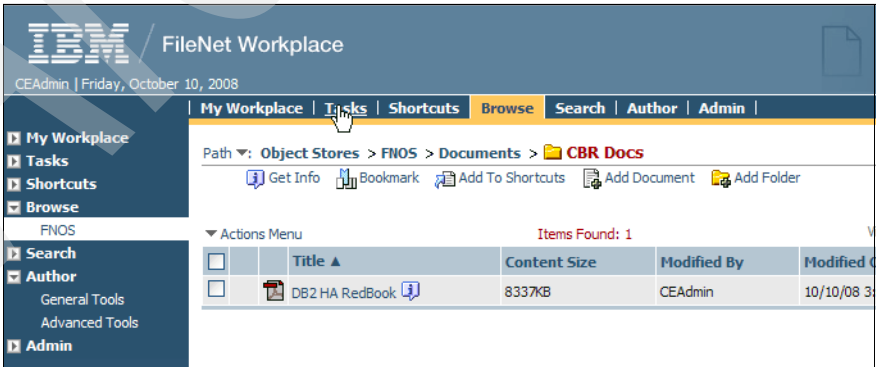 IBM / FileNet Workplace
CEAdmin | Friday, October 10, 2008
| My Workplace | Tasks | Shortcuts Browse Search | Author | Admin |
My Workplace
Tasks
Shortcuts
Browse
FNOS
Search
Author
General Tools
Advanced Tools
Admin
Path : Object Stores > FNOS > Documents > CBR Docs
Get Info Bookmark Add To Shortcuts Add Document Add Folder
Actions Menu Items Found: 1
Title Content Size Modified By Modified
DB2 HA RedBook 8337KB CEAdmin 10/10/08